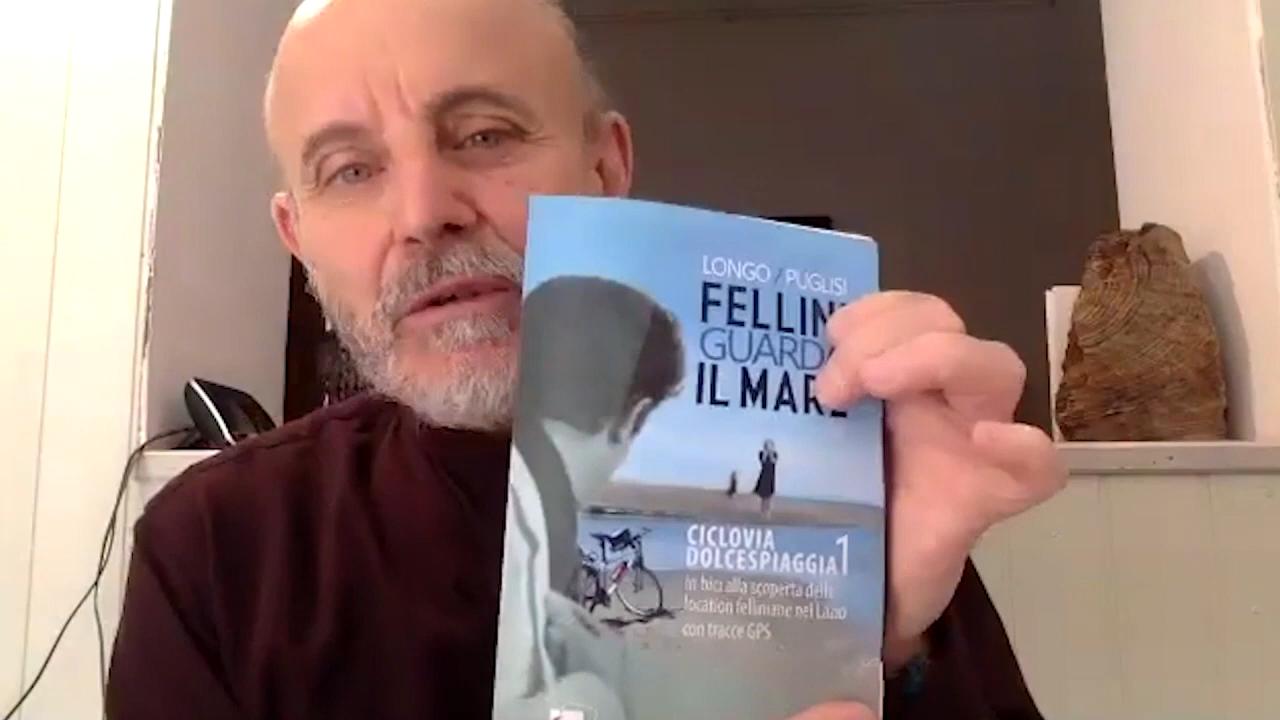 LONGO / PUGLISI
FELLINI
GUARDA
IL MARE
CICLOVIA
DOLCESPIAGGIA 1
in bici alla scoperta delle
location felliniane nel Lazio
con tracce GPS